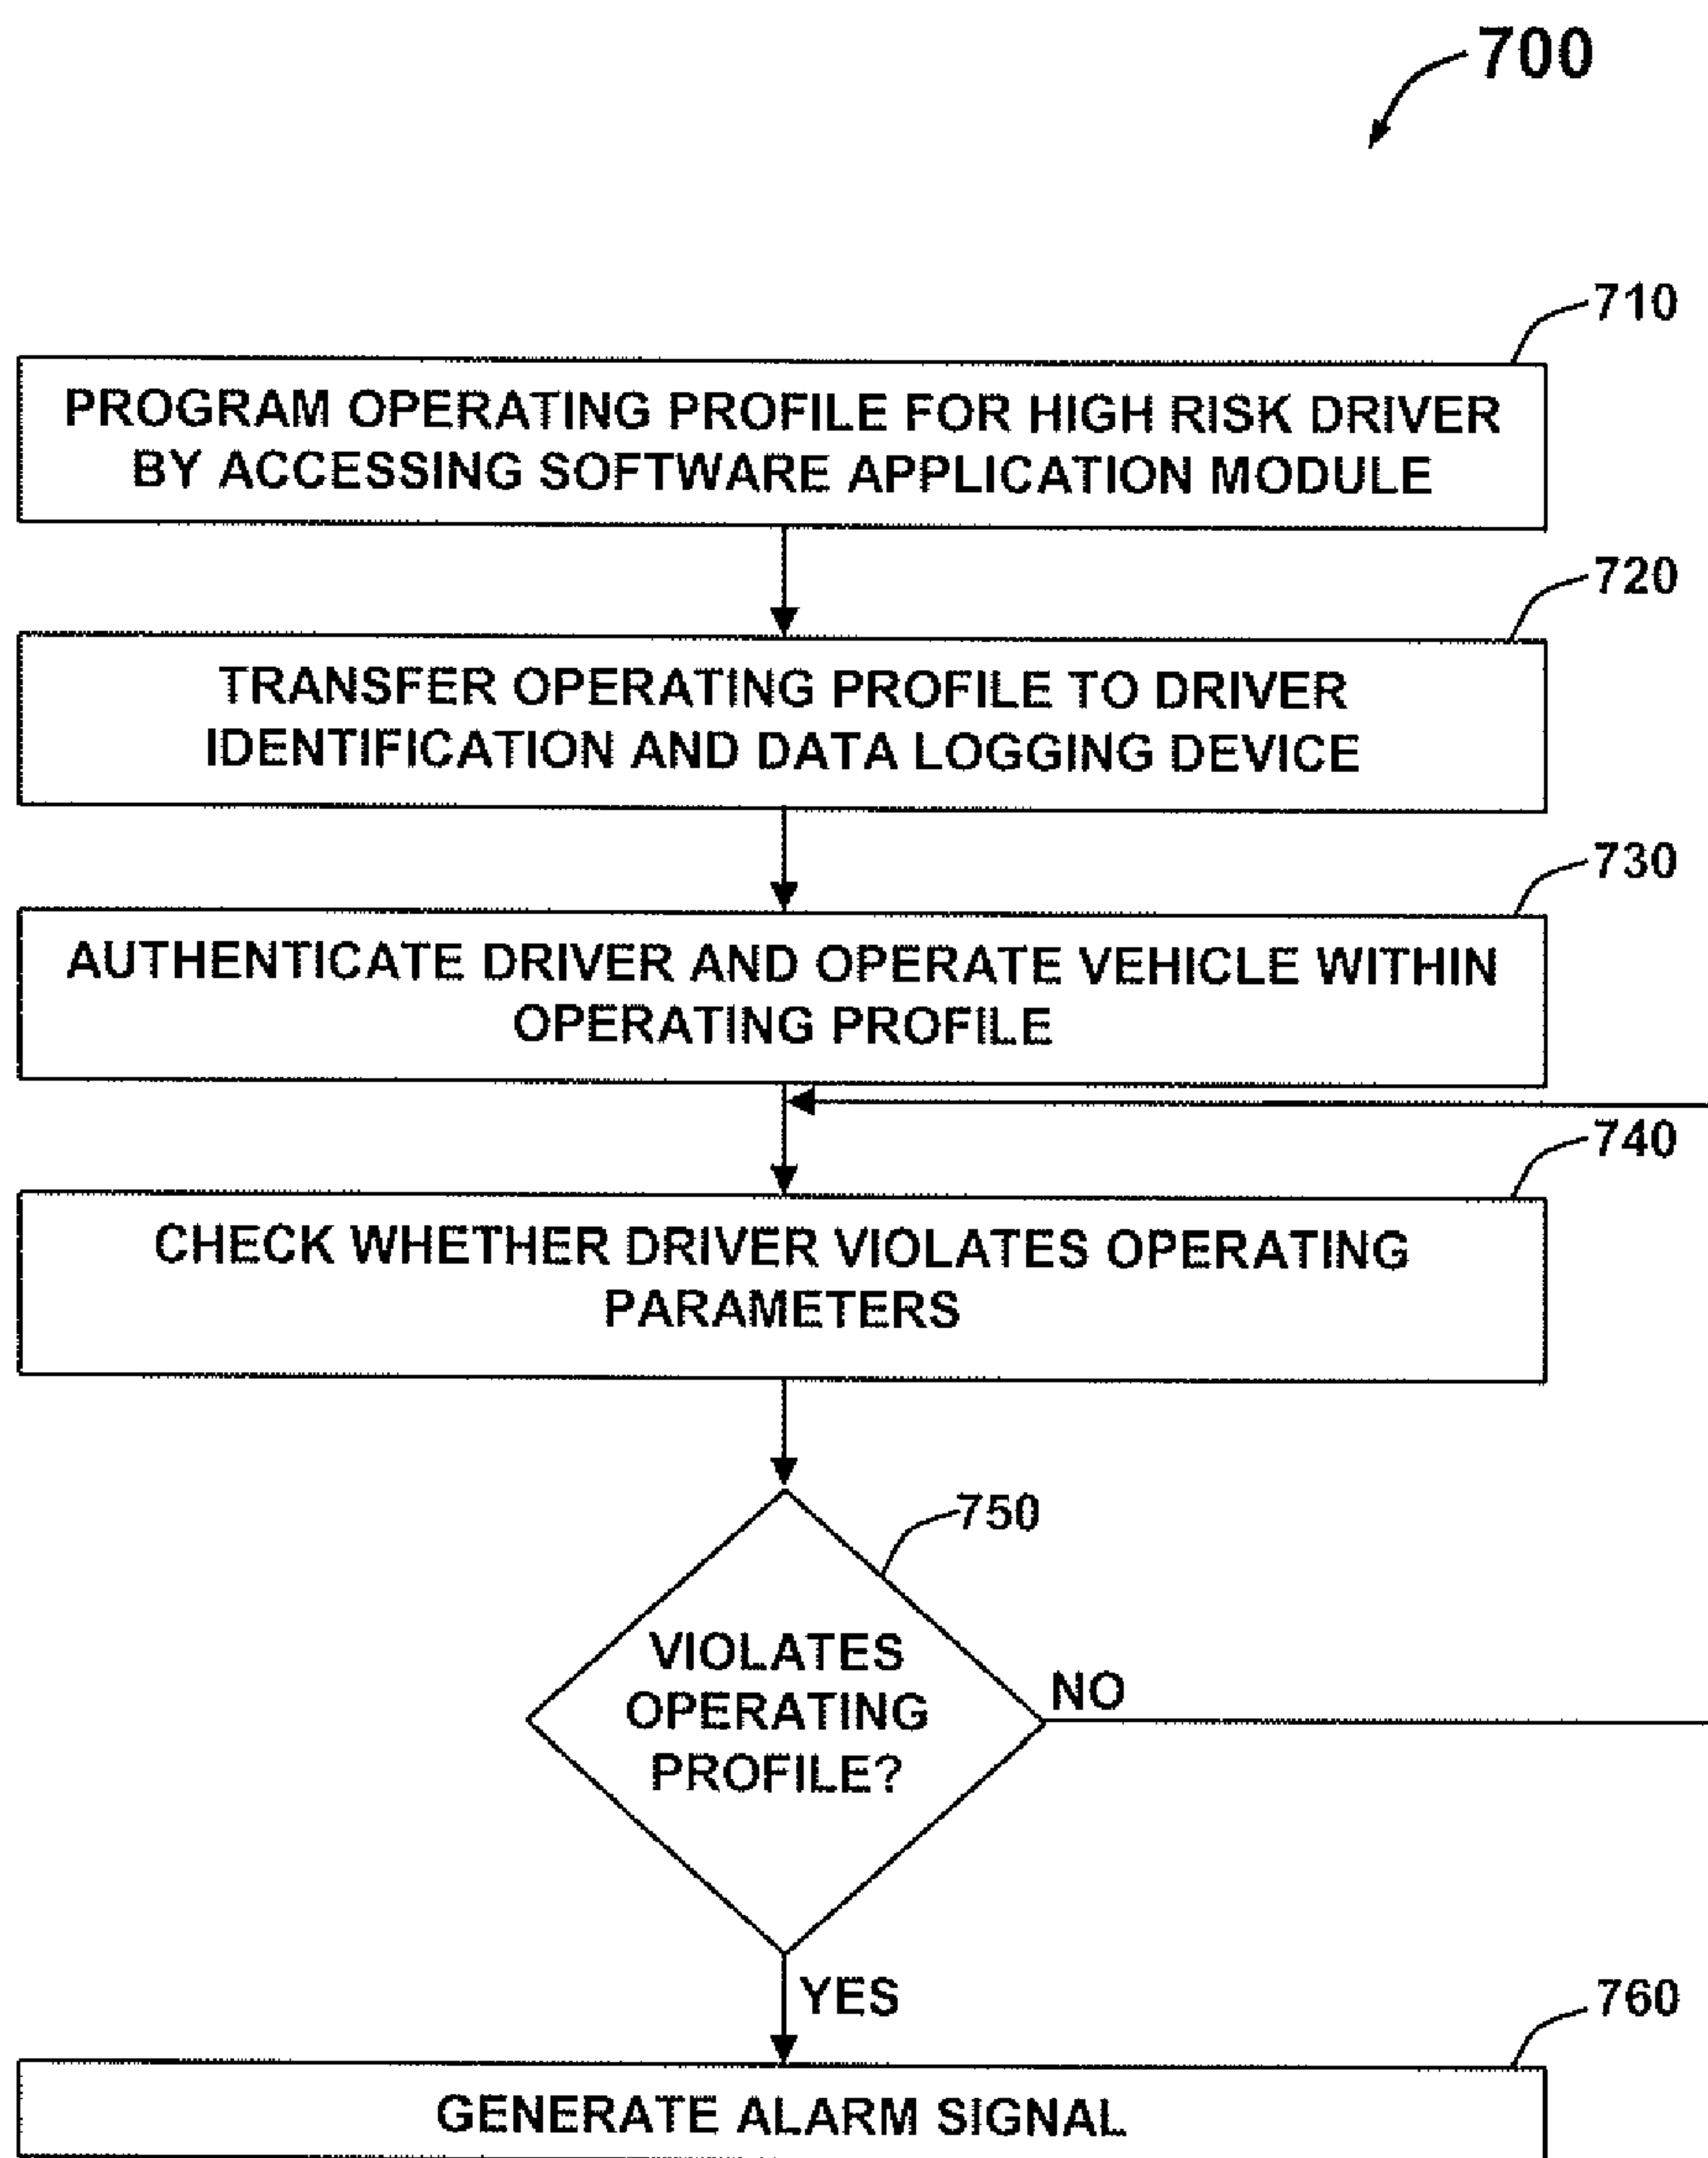 700
710
PROGRAM OPERATING PROFILE FOR HIGH RISK DRIVER
BY ACCESSING SOFTWARE APPLICATION MODULE
720
TRANSFER OPERATING PROFILE TO DRIVER
IDENTIFICATION AND DATA LOGGING DEVICE
730
AUTHENTICATE DRIVER AND OPERATE VEHICLE WITHIN
OPERATING PROFILE
740
CHECK WHETHER DRIVER VIOLATES OPERATING
PARAMETERS
750
VIOLATES
OPERATING
PROFILE?
NO
YES
760
GENERATE ALARM SIGNAL